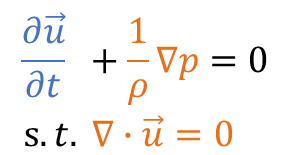 ∂u⃗/∂t + 1/ρ ∇p = 0
s.t. ∇ · u⃗ = 0